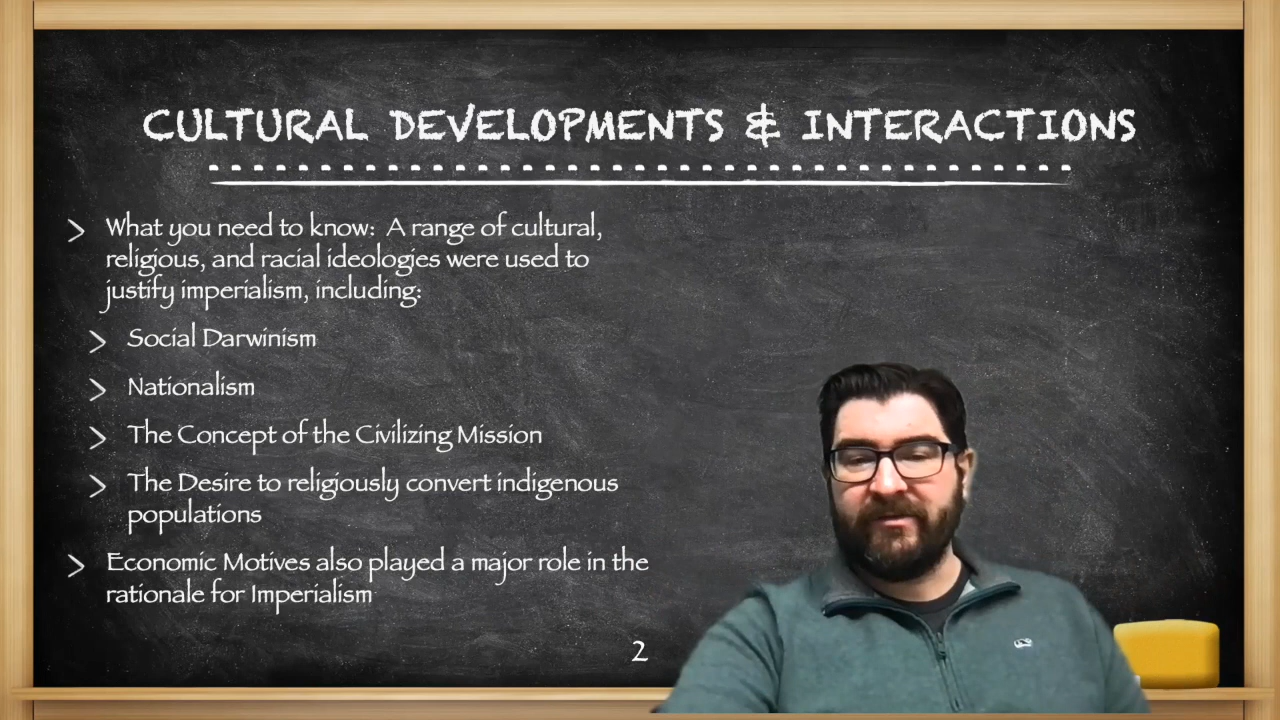 CULTURAL DEVELOPMENTS & INTERACTIONS
What you need to know: A range of cultural,
religious, and racial ideologies were used to
justify imperialism, including:
Social Darwinism
Nationalism
The Concept of the Civilizing Mission
The Desire to religiously convert indigenous
populations
Economic Motives also played a major role in the
rationale for Imperialism
2